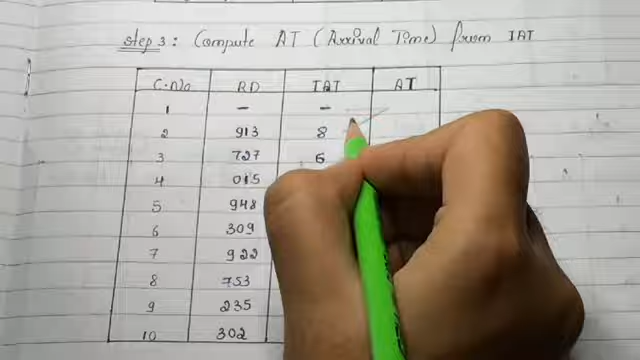 Step 3: Compute AT (Arrival Time) from IAT
C.No RD IAT AT
1 - -
2 913 8
3 727 6
4 015
5 948
6 309
7 922
8 753
9 235
10 302